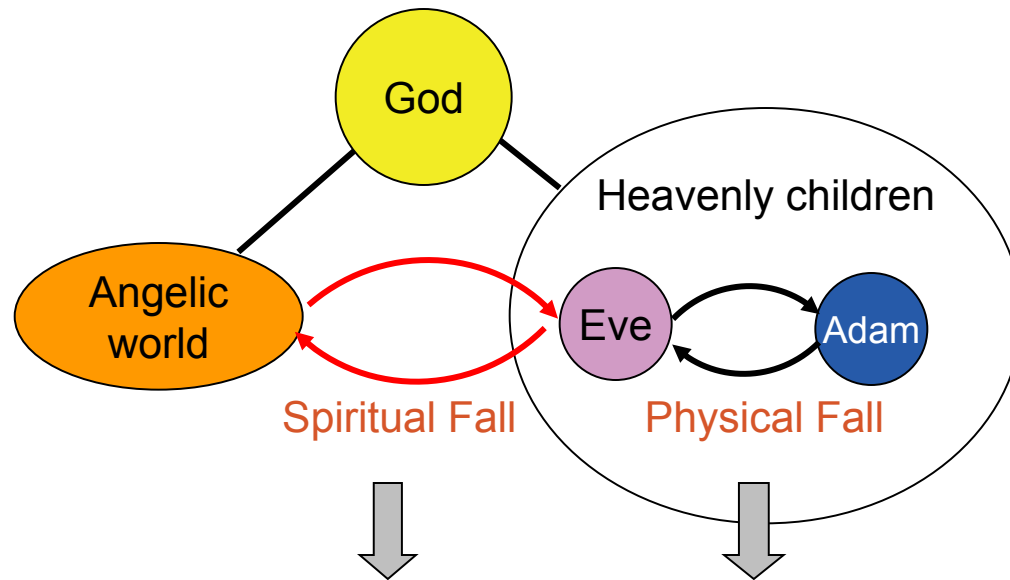 God
Heavenly children
Angelic
world
Eve
Adam
Spiritual Fall
Physical Fall